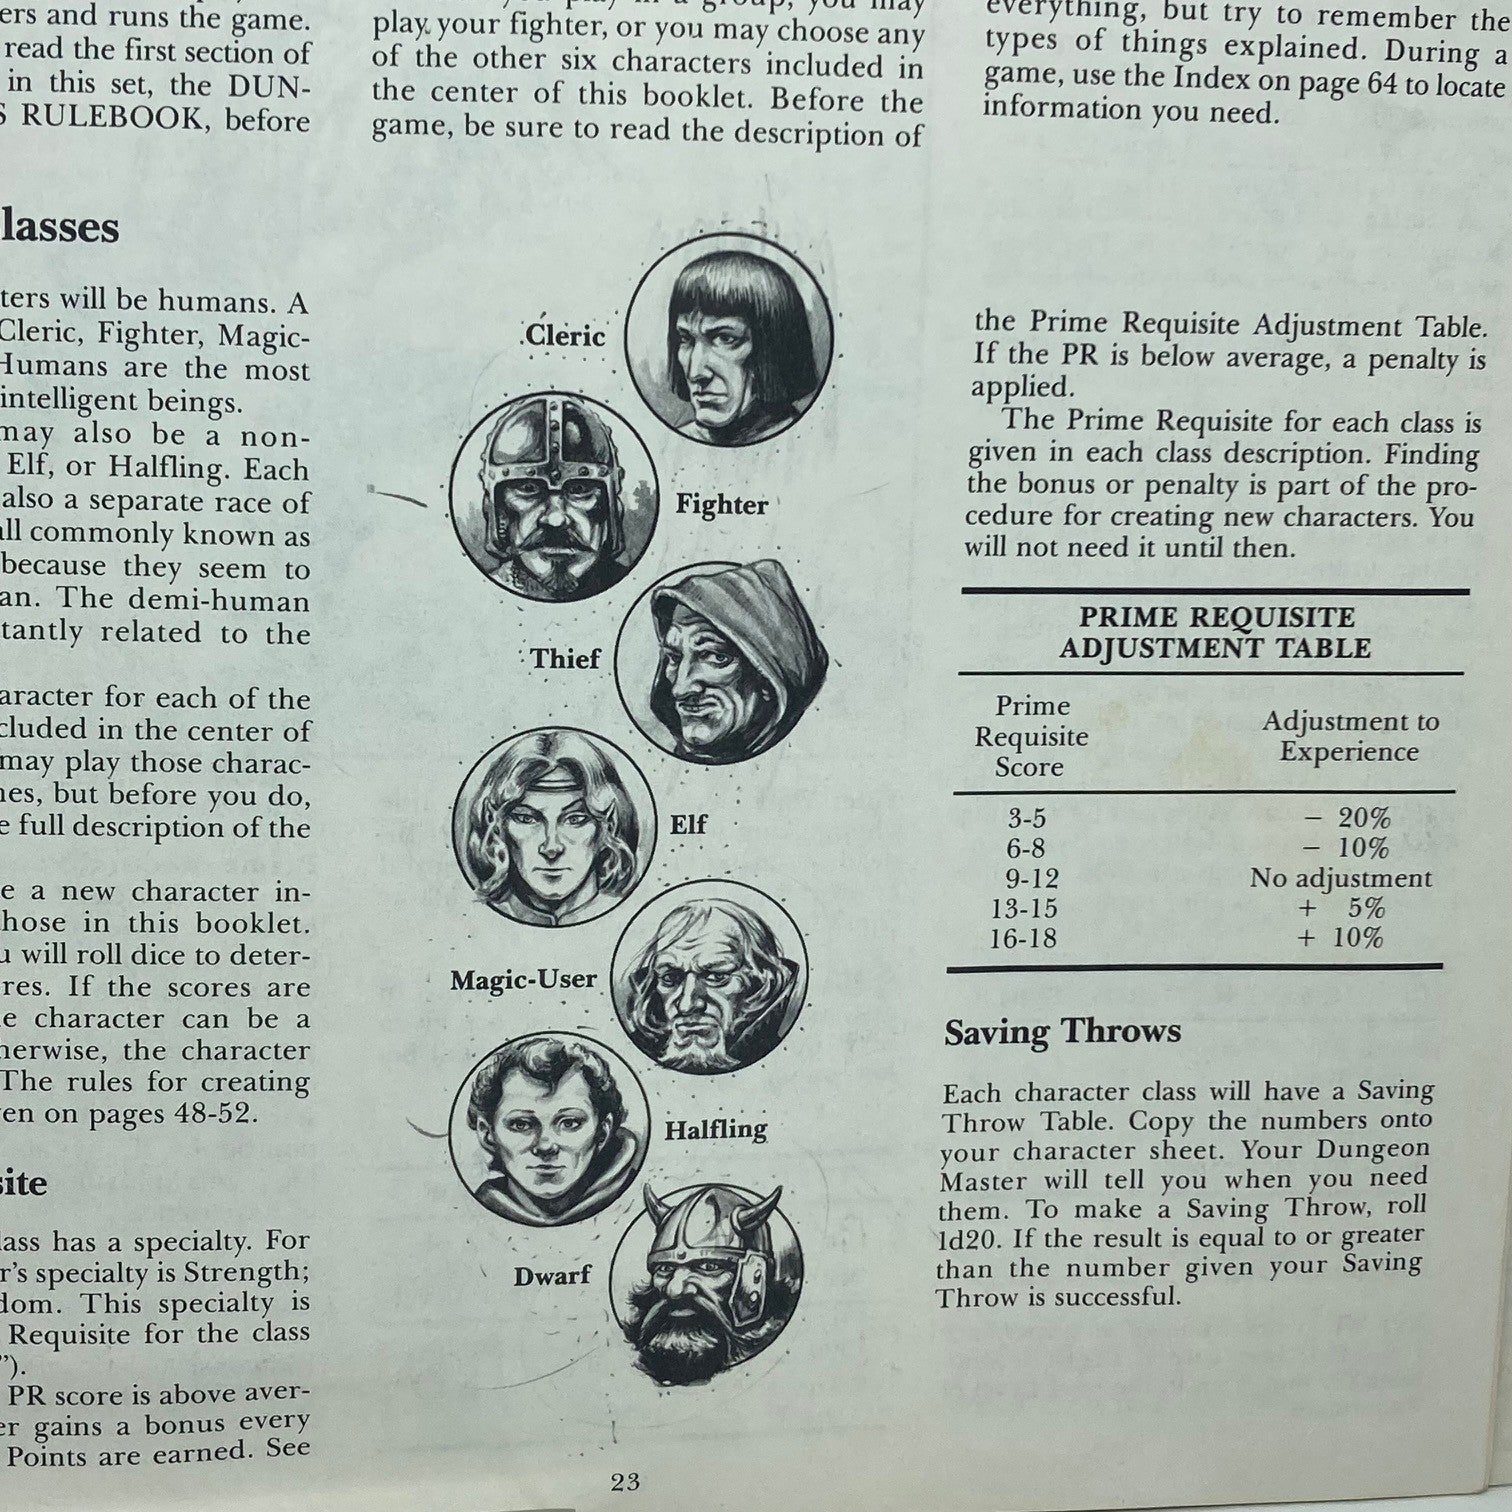 ers and runs the game.
read the first section of
in this set, the DUN-
S RULEBOOK, before
lasses
ters will be humans. A
Cleric, Fighter, Magic-
Humans are the most
intelligent beings.
may also be a non-
Elf, or Halfling. Each
also a separate race of
all commonly known as
because they seem to
an. The demi-human
tantly related to the
aracter for each of the
cluded in the center of
may play those charac-
nes, but before you do,
e full description of the
e a new character in-
hose in this booklet.
u will roll dice to deter-
res. If the scores are
e character can be a
herwise, the character
The rules for creating
en on pages 48-52.
site
lass has a specialty. For
r's specialty is Strength;
dom. This specialty is
Requisite for the class
").
PR score is above aver-
er gains a bonus every
Points are earned. See
you play in a group, you may
play your fighter, or you may choose any
of the other six characters included in
the center of this booklet. Before the
game, be sure to read the description of
Cleric
Fighter
Thief
Elf
Magic-User
Halfling
Dwarf
everything, but try to remember the
types of things explained. During a
game, use the Index on page 64 to locate
information you need.
the Prime Requisite Adjustment Table.
If the PR is below average, a penalty is
applied.
The Prime Requisite for each class is
given in each class description. Finding
the bonus or penalty is part of the pro-
cedure for creating new characters. You
will not need it until then.
PRIME REQUISITE
ADJUSTMENT TABLE
Prime
Requisite
Score
Adjustment to
Experience
3-5 − 20%
6-8 − 10%
9-12 No adjustment
13-15 + 5%
16-18 + 10%
Saving Throws
Each character class will have a Saving
Throw Table. Copy the numbers onto
your character sheet. Your Dungeon
Master will tell you when you need
them. To make a Saving Throw, roll
1d20. If the result is equal to or greater
than the number given your Saving
Throw is successful.
23